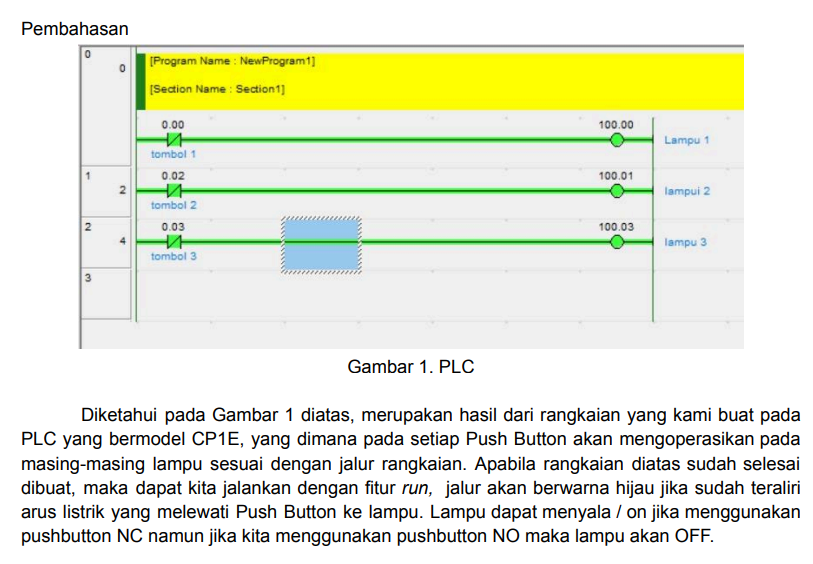 Pembahasan
0
0
[Program Name : NewProgram1]
[Section Name : Section1]
0.00
100.00
Lampu 1
tombol 1
1
2
0.02
100.01
lampui 2
tombol 2
2
4
0.03
100.03
lampu 3
tombol 3
3
Gambar 1. PLC
Diketahui pada Gambar 1 diatas, merupakan hasil dari rangkaian yang kami buat pada
PLC yang bermodel CP1E, yang dimana pada setiap Push Button akan mengoperasikan pada
masing-masing lampu sesuai dengan jalur rangkaian. Apabila rangkaian diatas sudah selesai
dibuat, maka dapat kita jalankan dengan fitur run, jalur akan berwarna hijau jika sudah teraliri
arus listrik yang melewati Push Button ke lampu. Lampu dapat menyala / on jika menggunakan
pushbutton NC namun jika kita menggunakan pushbutton NO maka lampu akan OFF.